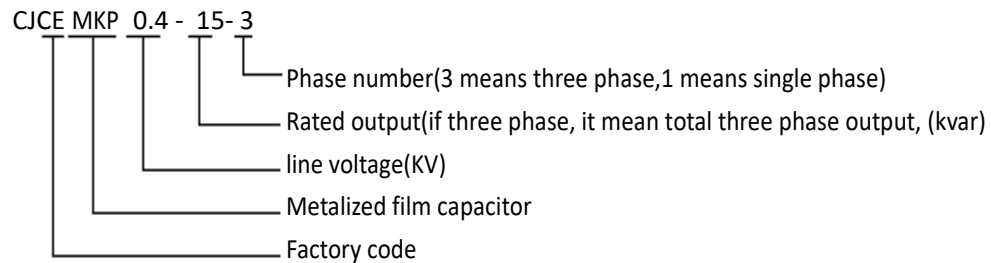 CJCE MKP 0.4 - 15- 3
Phase number(3 means three phase,1 means single phase)
Rated output(if three phase, it mean total three phase output, (kvar)
line voltage(KV)
Metalized film capacitor
Factory code